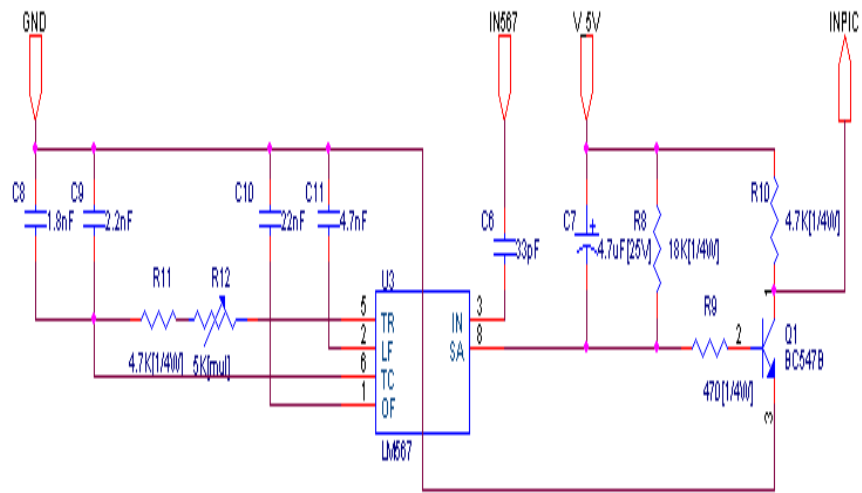 GND
IN567
V_5V
INPIC
C8
1.8nF
C9
2.2nF
C10
22nF
C11
4.7nF
C6
33pF
C7
+
4.7uF[25V]
R8
18K[1/4W]
R10
4.7K[1/4W]
R11
4.7K[1/4W]
R12
5K[mul]
U3
5
TR
2
LF
6
TC
1
OF
3
IN
8
SA
LM567
R9
470[1/4W]
2
1
Q1
BC547B
3